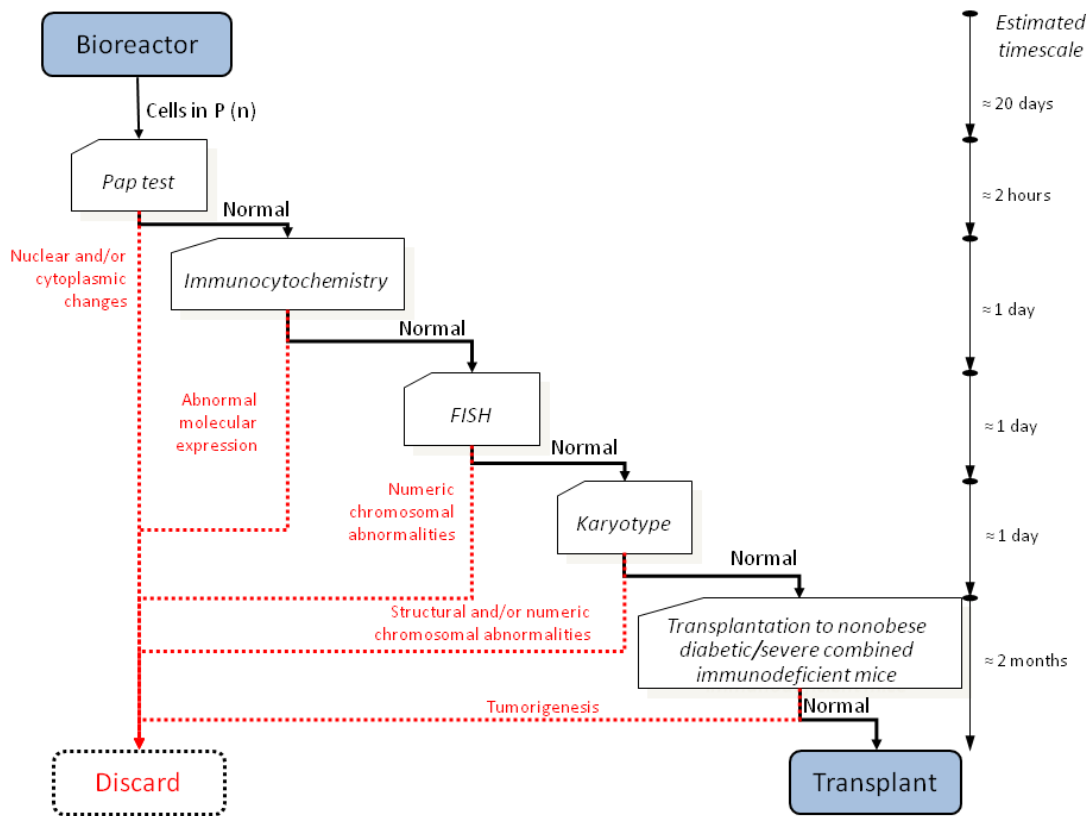 Bioreactor
Estimated
timescale
Cells in P (n)
≈ 20 days
Pap test
≈ 2 hours
Normal
Nuclear and/or
cytoplasmic
changes
Immunocytochemistry
≈ 1 day
Normal
Abnormal
molecular
expression
FISH
≈ 1 day
Normal
Numeric
chromosomal
abnormalities
Karyotype
≈ 1 day
Normal
Structural and/or numeric
chromosomal abnormalities
Transplantation to nonobese
diabetic/severe combined
immunodeficient mice
≈ 2 months
Tumorigenesis
Normal
Discard
Transplant